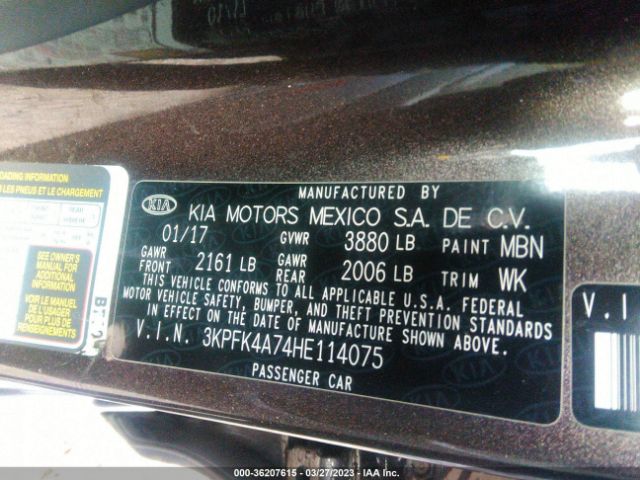 LOADING INFORMATION
LES PNEUS ET LE CHARGEMENT
SEE OWNER'S
MANUAL FOR
ADDITIONAL
INFORMATION
VOIR LE MANUEL
DE L'USAGER
POUR PLUS DE
RENSEIGNEMENTS
MANUFACTURED BY
KIA
KIA MOTORS MEXICO S.A. DE C.V.
01/17 GVWR 3880 LB PAINT MBN
GAWR FRONT 2161 LB GAWR REAR 2006 LB TRIM WK
THIS VEHICLE CONFORMS TO ALL APPLICABLE U.S.A. FEDERAL
MOTOR VEHICLE SAFETY, BUMPER, AND THEFT PREVENTION STANDARDS
IN EFFECT ON THE DATE OF MANUFACTURE SHOWN ABOVE.
V.I.N. 3KPFK4A74HE114075
PASSENGER CAR
V.I
000-36207615 - 03/27/2023 - IAA Inc.